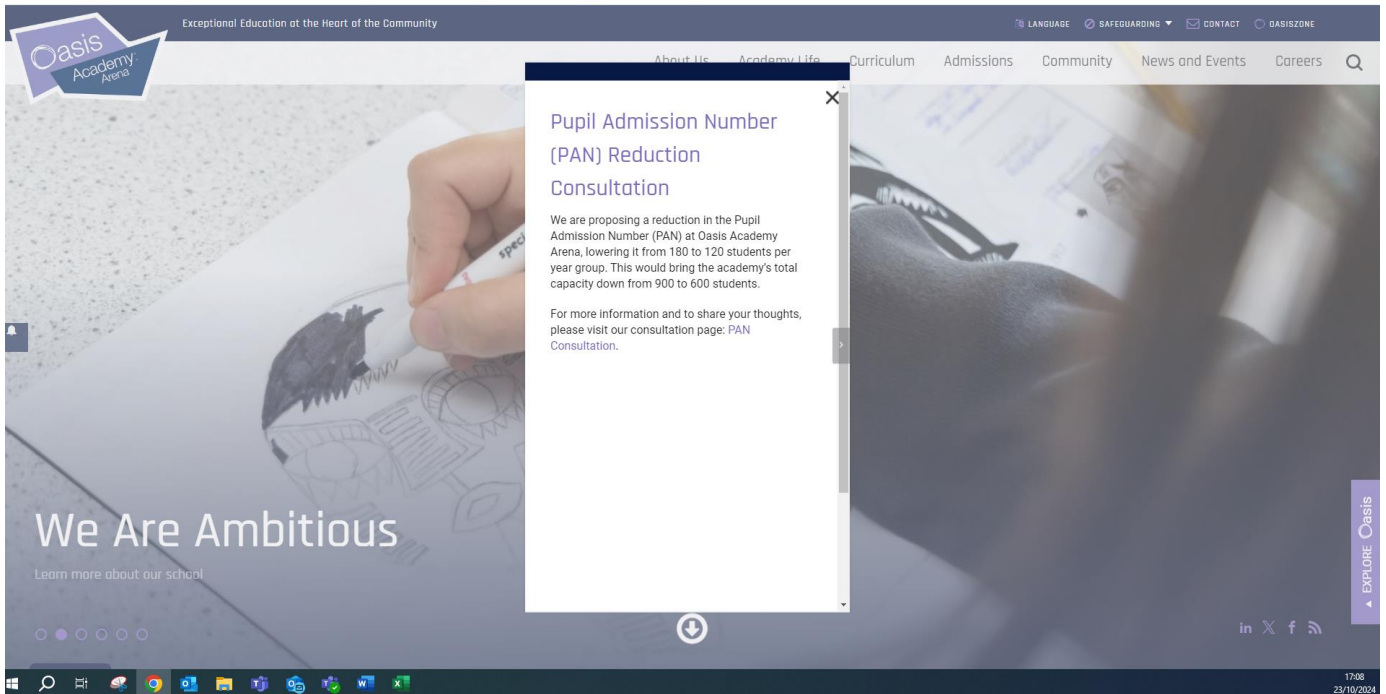 Exceptional Education at the Heart of the Community
LANGUAGE SAFEGUARDING CONTACT OASISZONE
Oasis
Academy
Arena
About Us Academy Life Curriculum Admissions Community News and Events Careers
Pupil Admission Number
(PAN) Reduction
Consultation
We are proposing a reduction in the Pupil
Admission Number (PAN) at Oasis Academy
Arena, lowering it from 180 to 120 students per
year group. This would bring the academy's total
capacity down from 900 to 600 students.
For more information and to share your thoughts,
please visit our consultation page: PAN
Consultation.
speci
We Are Ambitious
Learn more about our school
EXPLORE Oasis
17:08
23/10/2024